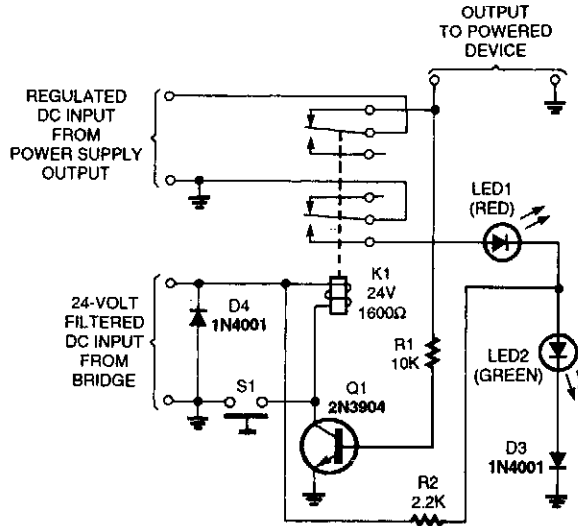 OUTPUT
TO POWERED
DEVICE
REGULATED
DC INPUT
FROM
POWER SUPPLY
OUTPUT
LED1
(RED)
K1
24V
1600Ω
24-VOLT
FILTERED
DC INPUT
FROM
BRIDGE
D4
1N4001
R1
10K
LED2
(GREEN)
S1
Q1
2N3904
D3
1N4001
R2
2.2K